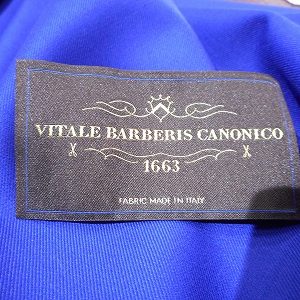 VITALE BARBERIS CANONICO
1663
FABRIC MADE IN ITALY